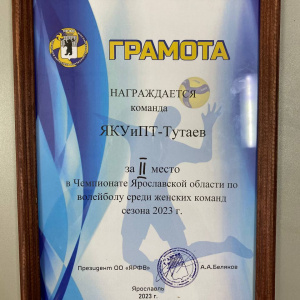 ГРАМОТА
НАГРАЖДАЕТСЯ
команда
ЯКУиПТ-Тутаев
за II место
в Чемпионате Ярославской области по
волейболу среди женских команд
сезона 2023 г.
Президент ОО «ЯРФВ» А.А.Беляков
Ярославль
2023 г.